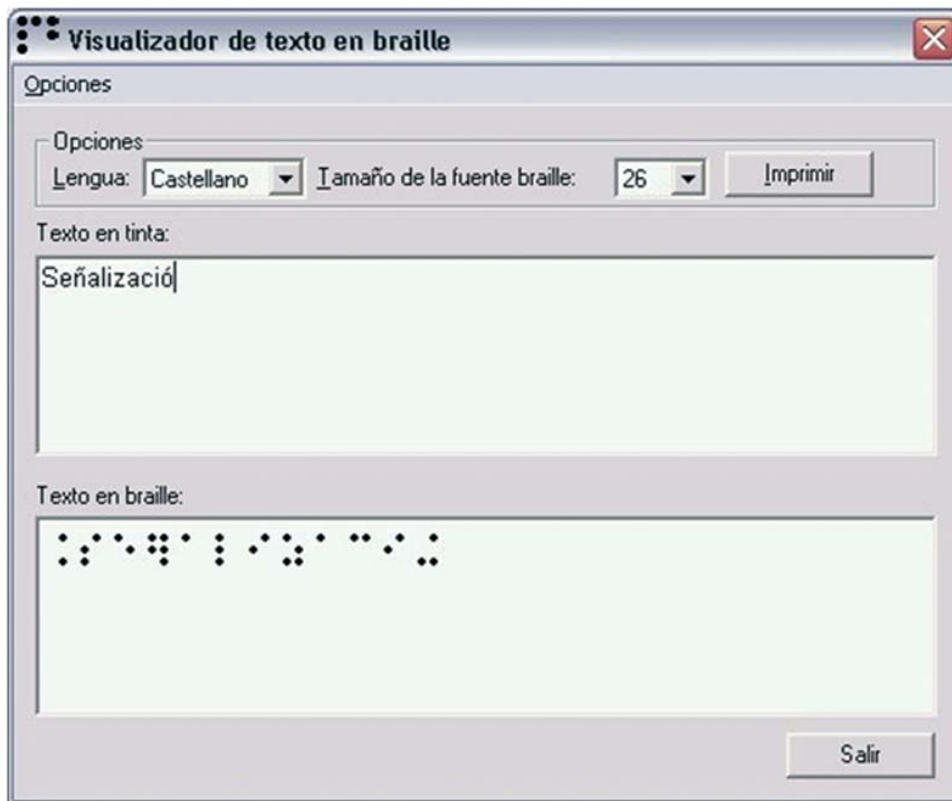 Visualizador de texto en braille
Opciones
Opciones
Lengua: Castellano Tamaño de la fuente braille: 26 Imprimir
Texto en tinta:
Señalizació
Texto en braille:
⠨⠎⠑⠻⠁⠇⠊⠵⠁⠉⠊⠬
Salir